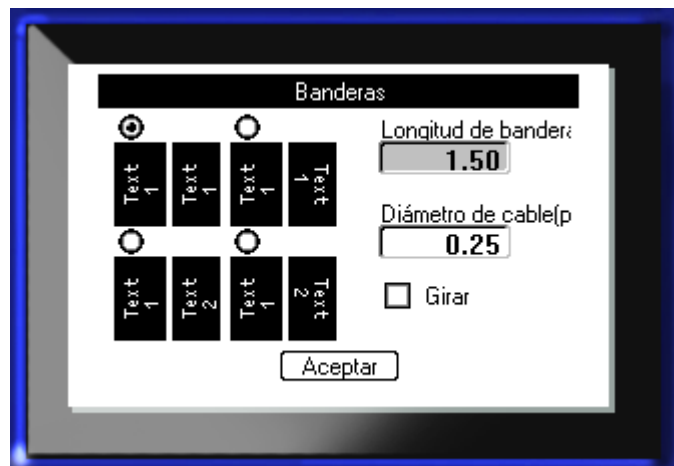 Banderas
Longitud de bandera
1.50
Text 1 Text 1 Text 1 Text 1
Diámetro de cable(p
0.25
Text 1 Text 2 Text 1 Text 2
Girar
Aceptar